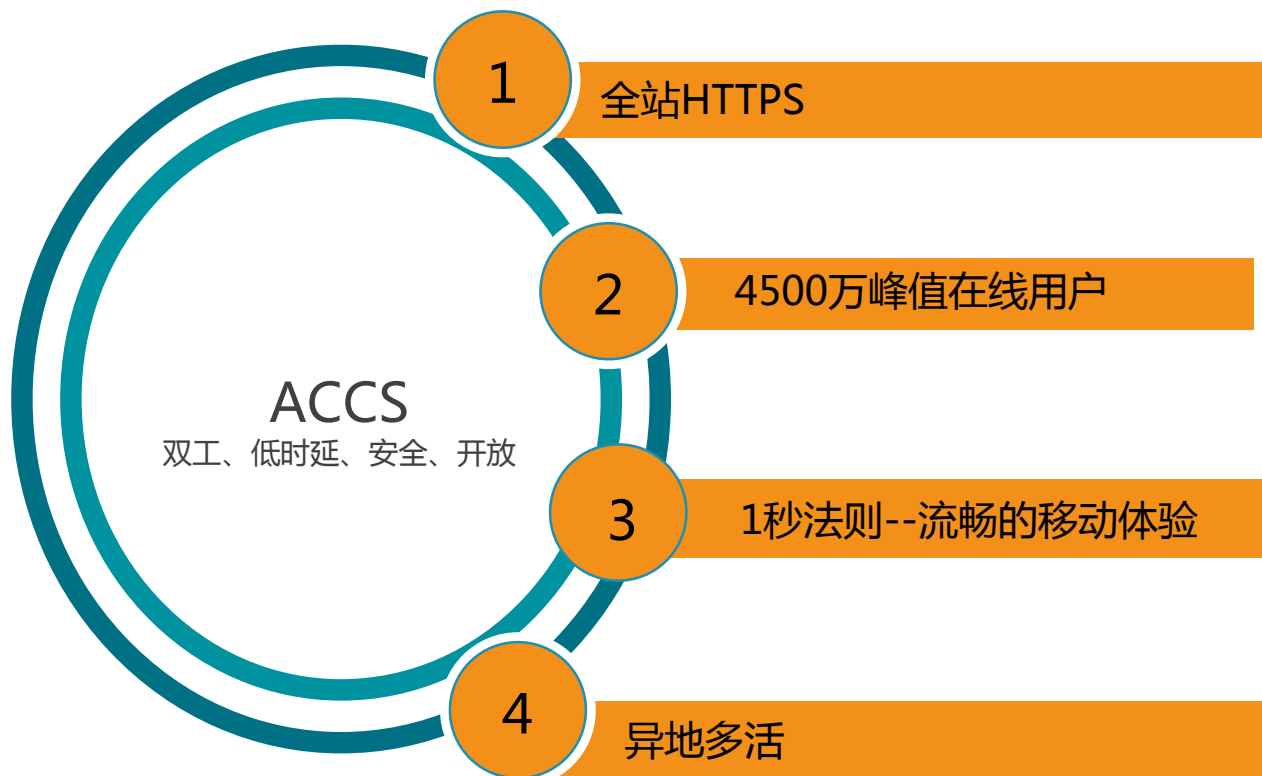 1
全站HTTPS
2
4500万峰值在线用户
ACCS
双工、低时延、安全、开放
3
1秒法则--流畅的移动体验
4
异地多活